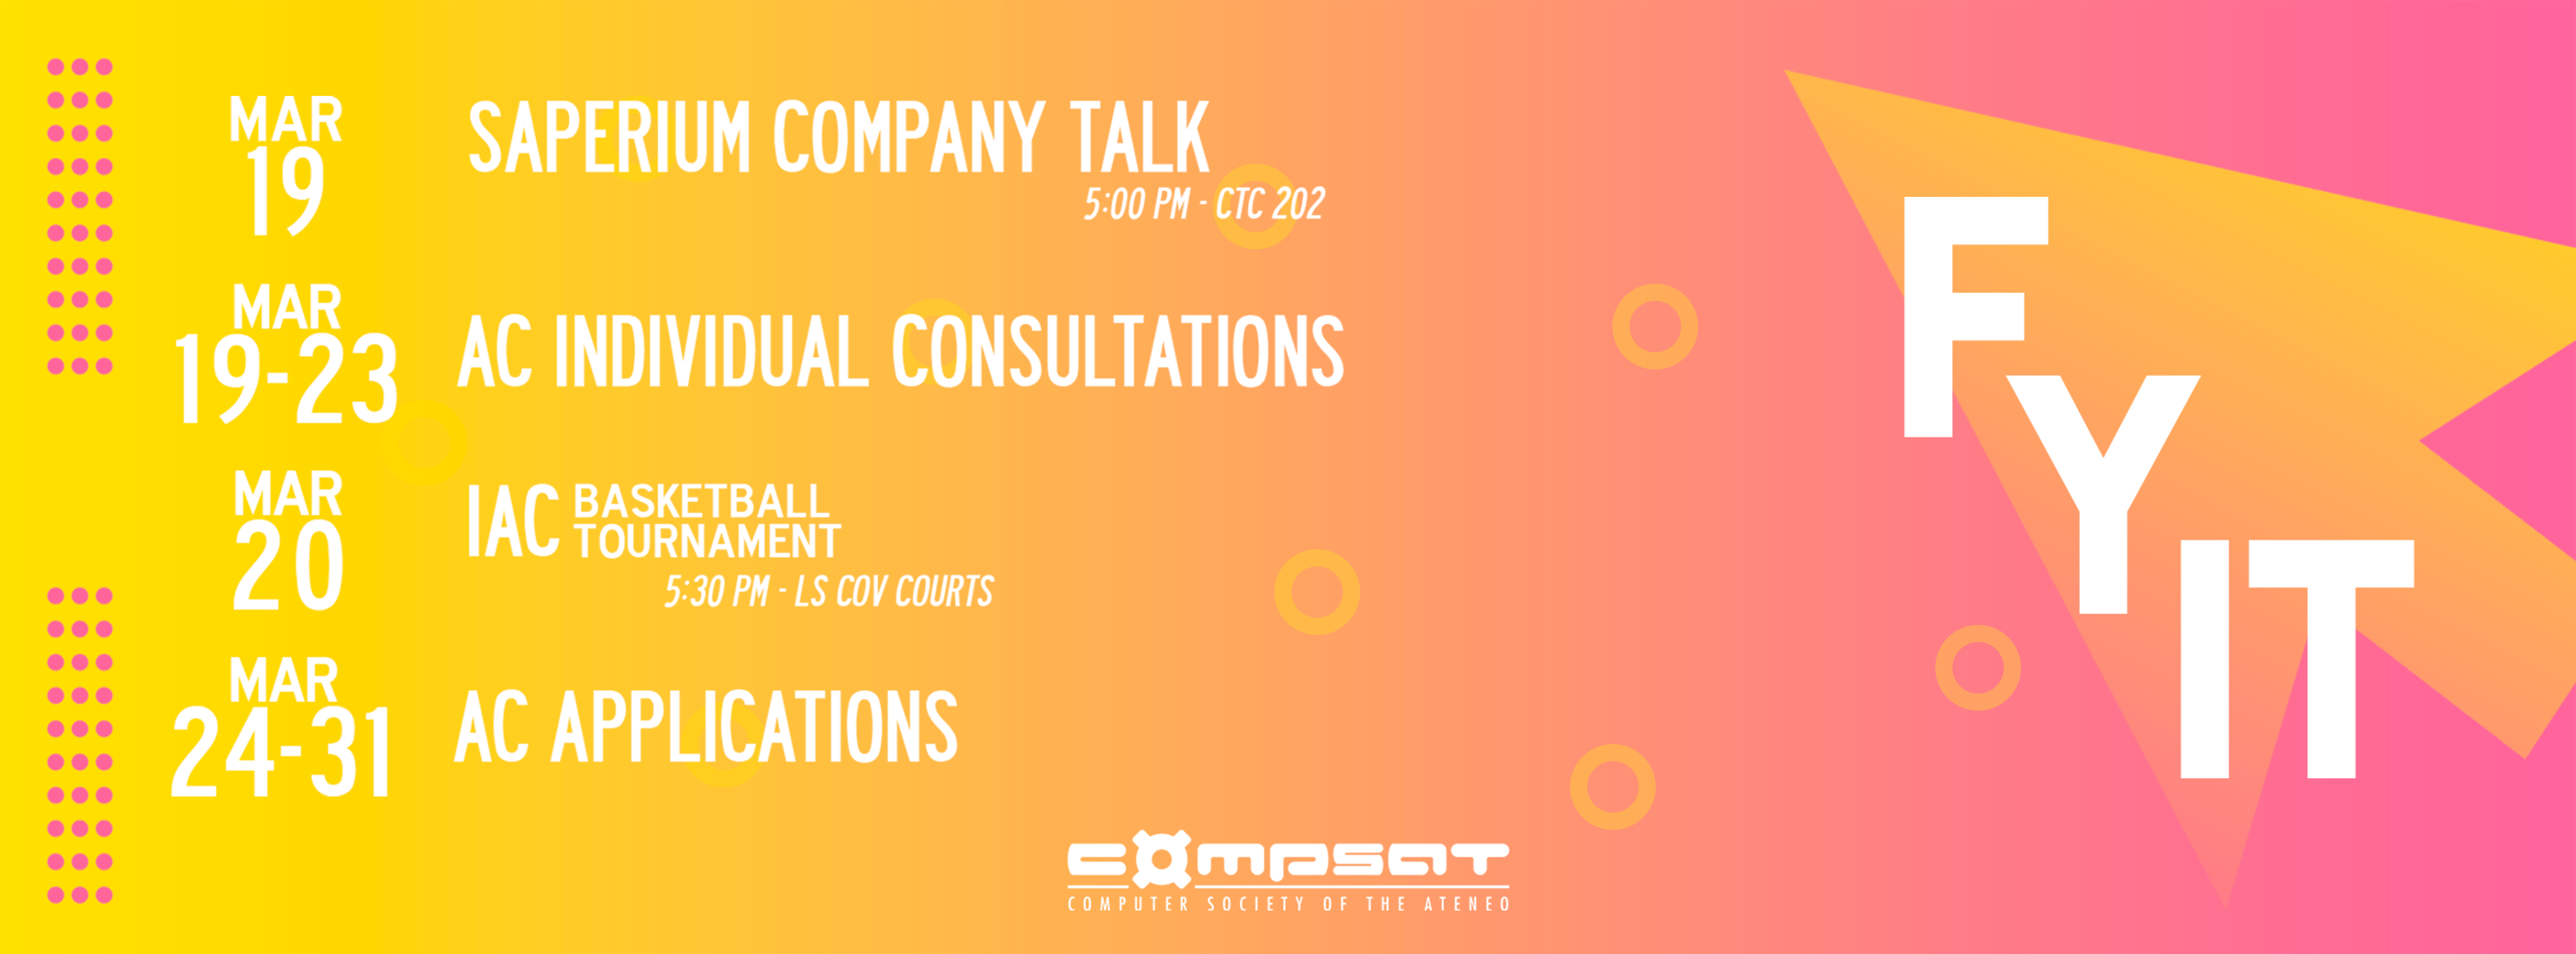 MAR
19
SAPERIUM COMPANY TALK
5:00 PM - CTC 202
MAR
19-23
AC INDIVIDUAL CONSULTATIONS
MAR
20
IAC BASKETBALL
TOURNAMENT
5:30 PM - LS COV COURTS
MAR
24-31
AC APPLICATIONS
F
Y
IT
COMPSAT
COMPUTER SOCIETY OF THE ATENEO